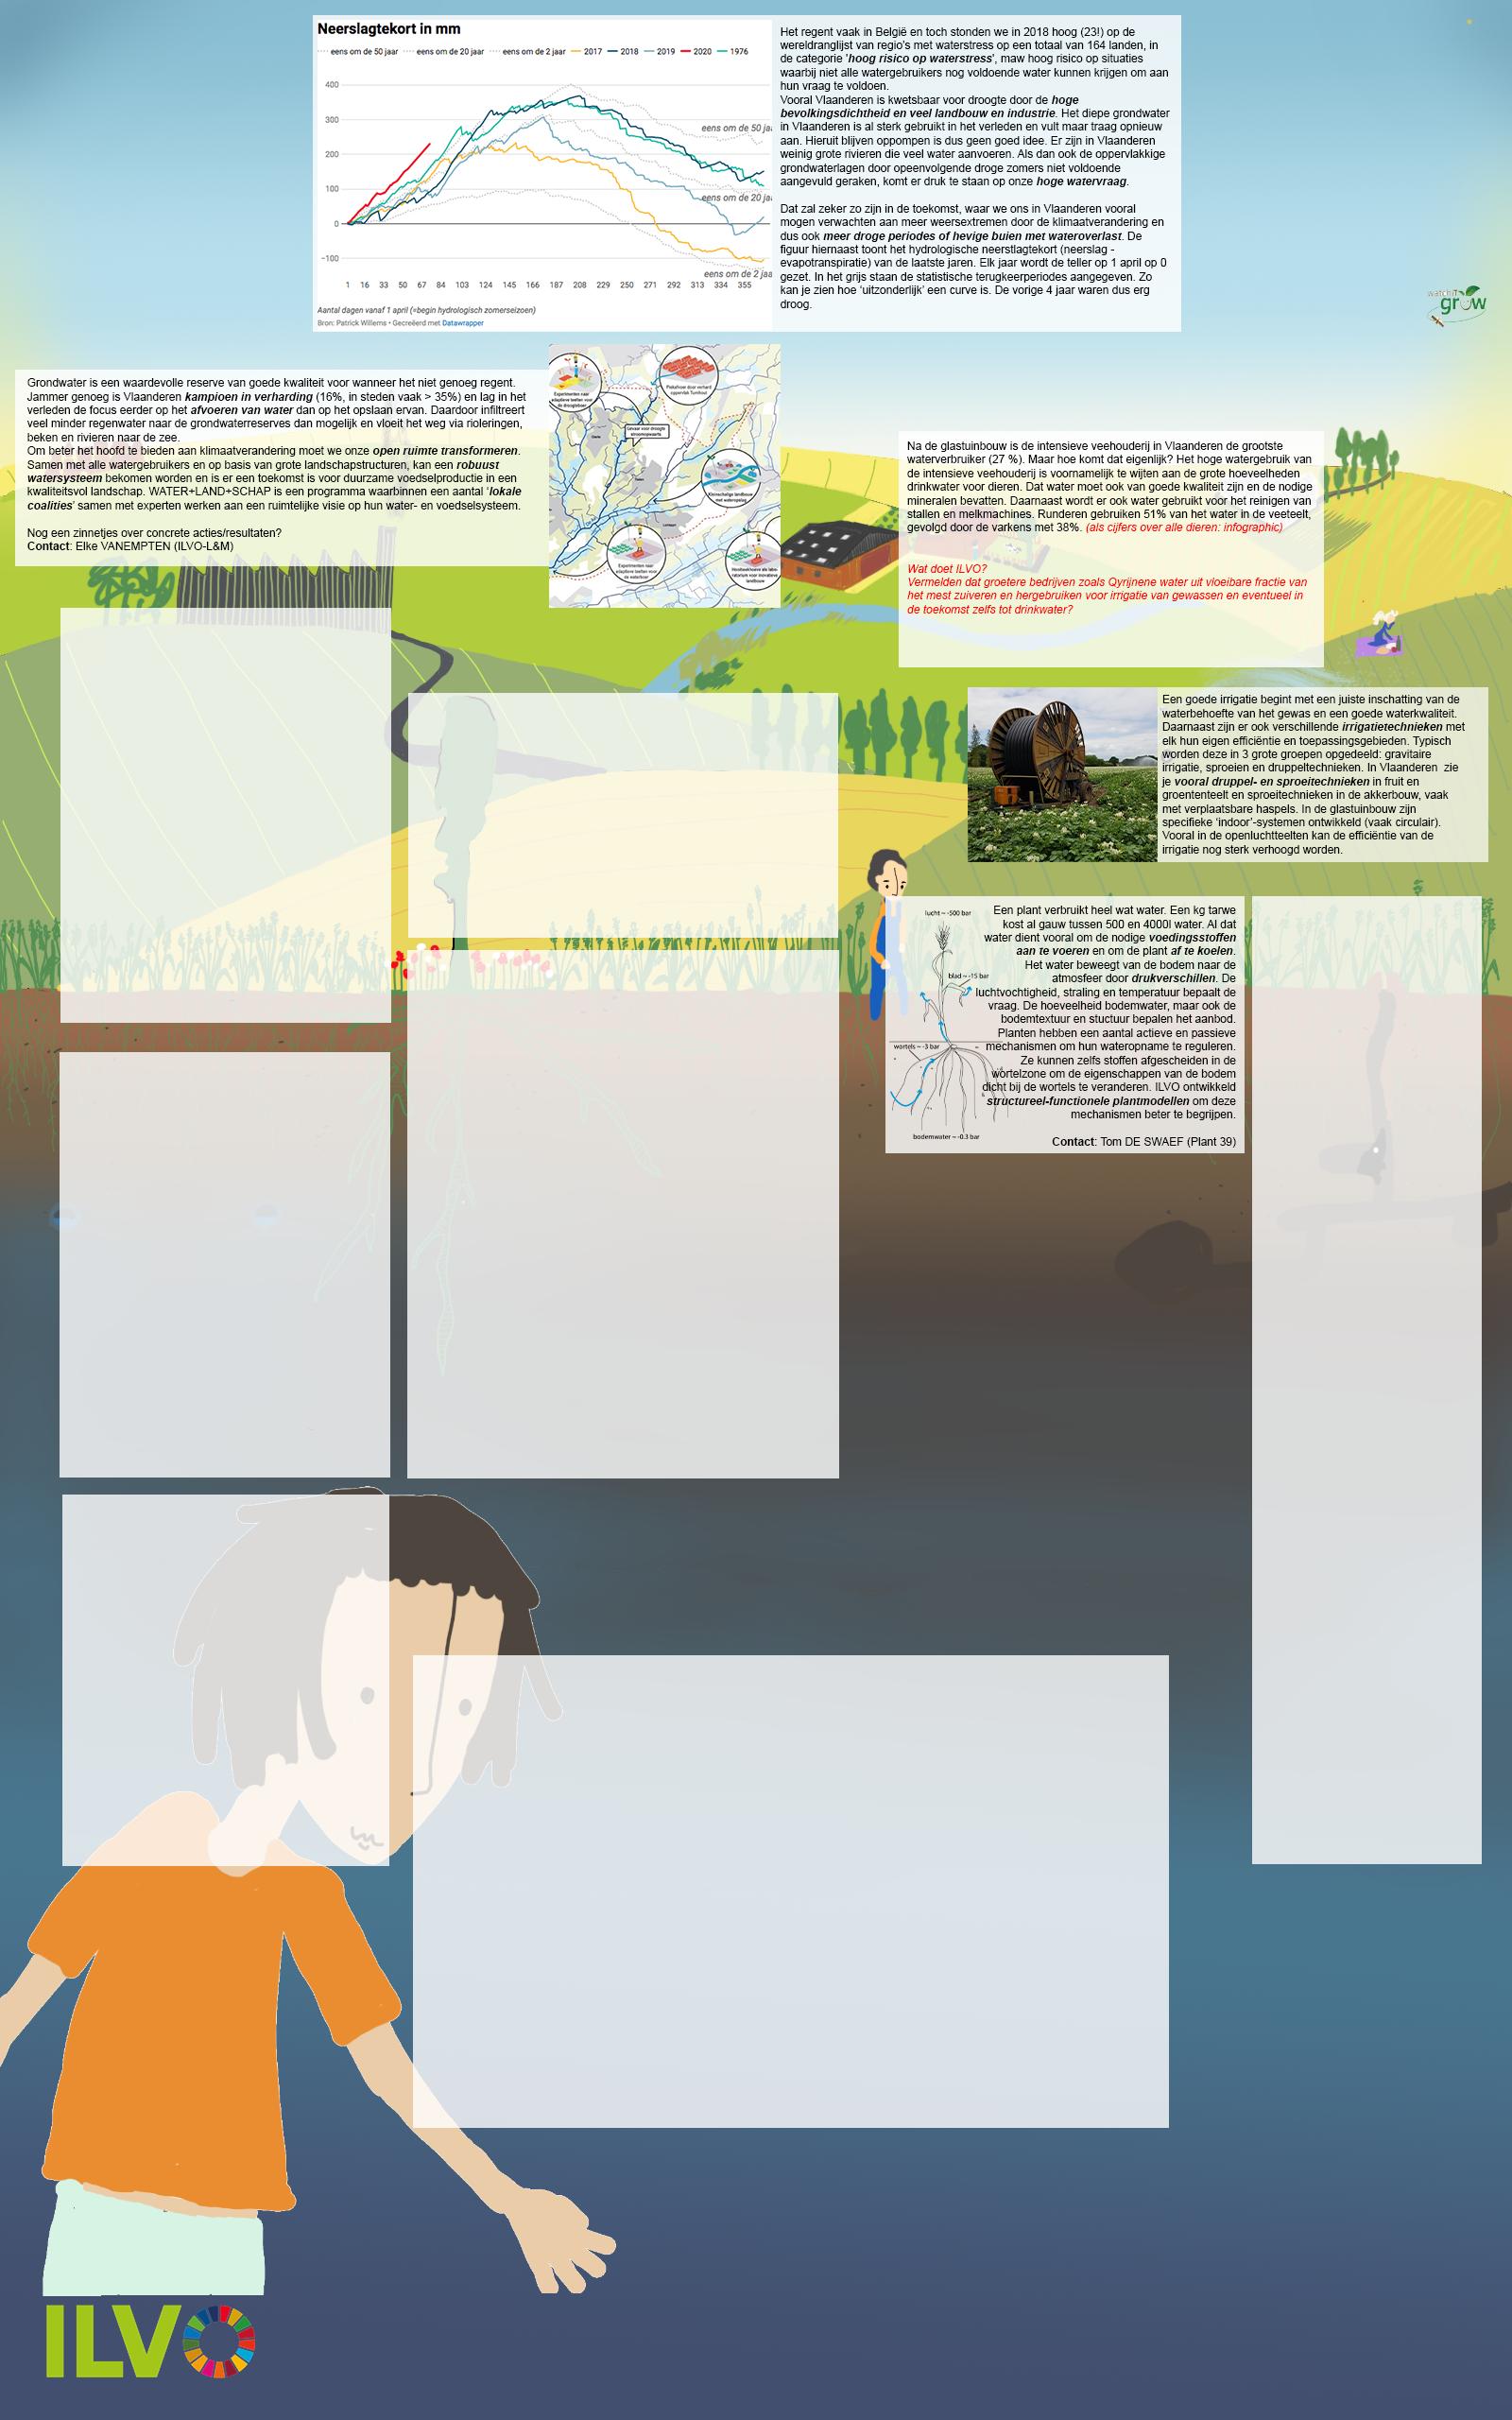 Neerslagtekort in mm
eens om de 50 jaar eens om de 20 jaar eens om de 2 jaar 2017 2018 2019 2020 1976
400
300
200
100
0
−100
eens om de 50 jaa
eens om de 20 jaa
eens om de 2 jaa
1 16 33 50 67 84 103 124 145 166 187 208 229 250 271 292 313 334 355
Aantal dagen vanaf 1 april (=begin hydrologisch zomerseizoen)
Bron: Patrick Willems • Gecreëerd met Datawrapper
Het regent vaak in België en toch stonden we in 2018 hoog (23!) op de
wereldranglijst van regio's met waterstress op een totaal van 164 landen, in
de categorie 'hoog risico op waterstress', maw hoog risico op situaties
waarbij niet alle watergebruikers nog voldoende water kunnen krijgen om aan
hun vraag te voldoen.
Vooral Vlaanderen is kwetsbaar voor droogte door de hoge
bevolkingsdichtheid en veel landbouw en industrie. Het diepe grondwater
in Vlaanderen is al sterk gebruikt in het verleden en vult maar traag opnieuw
aan. Hieruit blijven oppompen is dus geen goed idee. Er zijn in Vlaanderen
weinig grote rivieren die veel water aanvoeren. Als dan ook de oppervlakkige
grondwaterlagen door opeenvolgende droge zomers niet voldoende
aangevuld geraken, komt er druk te staan op onze hoge watervraag.
Dat zal zeker zo zijn in de toekomst, waar we ons in Vlaanderen vooral
mogen verwachten aan meer weersextremen door de klimaatverandering en
dus ook meer droge periodes of hevige buien met wateroverlast. De
figuur hiernaast toont het hydrologische neerstlagtekort (neerslag -
evapotranspiratie) van de laatste jaren. Elk jaar wordt de teller op 1 april op 0
gezet. In het grijs staan de statistische terugkeerperiodes aangegeven. Zo
kan je zien hoe 'uitzonderlijk' een curve is. De vorige 4 jaar waren dus erg
droog.
watch it
grow
Grondwater is een waardevolle reserve van goede kwaliteit voor wanneer het niet genoeg regent.
Jammer genoeg is Vlaanderen kampioen in verharding (16%, in steden vaak > 35%) en lag in het
verleden de focus eerder op het afvoeren van water dan op het opslaan ervan. Daardoor infiltreert
veel minder regenwater naar de grondwaterreserves dan mogelijk en vloeit het weg via rioleringen,
beken en rivieren naar de zee.
Om beter het hoofd te bieden aan klimaatverandering moet we onze open ruimte transformeren.
Samen met alle watergebruikers en op basis van grote landschapstructuren, kan een robuust
watersysteem bekomen worden en is er een toekomst is voor duurzame voedselproductie in een
kwaliteitsvol landschap. WATER+LAND+SCHAP is een programma waarbinnen een aantal 'lokale
coalities' samen met experten werken aan een ruimtelijke visie op hun water- en voedselsysteem.
Nog een zinnetjes over concrete acties/resultaten?
Contact: Elke VANEMPTEN (ILVO-L&M)
Experimenten naar
adaptieve teelten voor
Piekafvoer door verhard
oppervlak Turnhout
Gevaar voor droogte
stroomopwaarts
Kleinschalige landbouw
met wateropslag
Experimenten naar
adaptieve teelten voor
de waterboer
Hooibeekhoeve als labo-
ratorium voor inovatieve
landbouw
Na de glastuinbouw is de intensieve veehouderij in Vlaanderen de grootste
waterverbruiker (27 %). Maar hoe komt dat eigenlijk? Het hoge watergebruik van
de intensieve veehouderij is voornamelijk te wijten aan de grote hoeveelheden
drinkwater voor dieren. Dat water moet ook van goede kwaliteit zijn en de nodige
mineralen bevatten. Daarnaast wordt er ook water gebruikt voor het reinigen van
stallen en melkmachines. Runderen gebruiken 51% van het water in de veeteelt,
gevolgd door de varkens met 38%. (als cijfers over alle dieren: infographic)
Wat doet ILVO?
Vermelden dat groetere bedrijven zoals Qyrijnene water uit vloeibare fractie van
het mest zuiveren en hergebruiken voor irrigatie van gewassen en eventueel in
de toekomst zelfs tot drinkwater?
Een goede irrigatie begint met een juiste inschatting van de
waterbehoefte van het gewas en een goede waterkwaliteit.
Daarnaast zijn er ook verschillende irrigatietechnieken met
elk hun eigen efficiëntie en toepassingsgebieden. Typisch
worden deze in 3 grote groepen opgedeeld: gravitaire
irrigatie, sproeien en druppeltechnieken. In Vlaanderen zie
je vooral druppel- en sproeitechnieken in fruit en
groententeelt en sproeitechnieken in de akkerbouw, vaak
met verplaatsbare haspels. In de glastuinbouw zijn
specifieke 'indoor'-systemen ontwikkeld (vaak circulair).
Vooral in de openluchtteelten kan de efficiëntie van de
irrigatie nog sterk verhoogd worden.
lucht ~ -500 bar
blad ~ -15 bar
wortels ~ -3 bar
bodemwater ~ -0.3 bar
Een plant verbruikt heel wat water. Een kg tarwe
kost al gauw tussen 500 en 4000l water. Al dat
water dient vooral om de nodige voedingsstoffen
aan te voeren en om de plant af te koelen.
Het water beweegt van de bodem naar de
atmosfeer door drukverschillen. De
luchtvochtigheid, straling en temperatuur bepaalt de
vraag. De hoeveelheid bodemwater, maar ook de
bodemtextuur en stuctuur bepalen het aanbod.
Planten hebben een aantal actieve en passieve
mechanismen om hun wateropname te reguleren.
Ze kunnen zelfs stoffen afgescheiden in de
wortelzone om de eigenschappen van de bodem
dicht bij de wortels te veranderen. ILVO ontwikkeld
structureel-functionele plantmodellen om deze
mechanismen beter te begrijpen.
Contact: Tom DE SWAEF (Plant 39)
ILVO